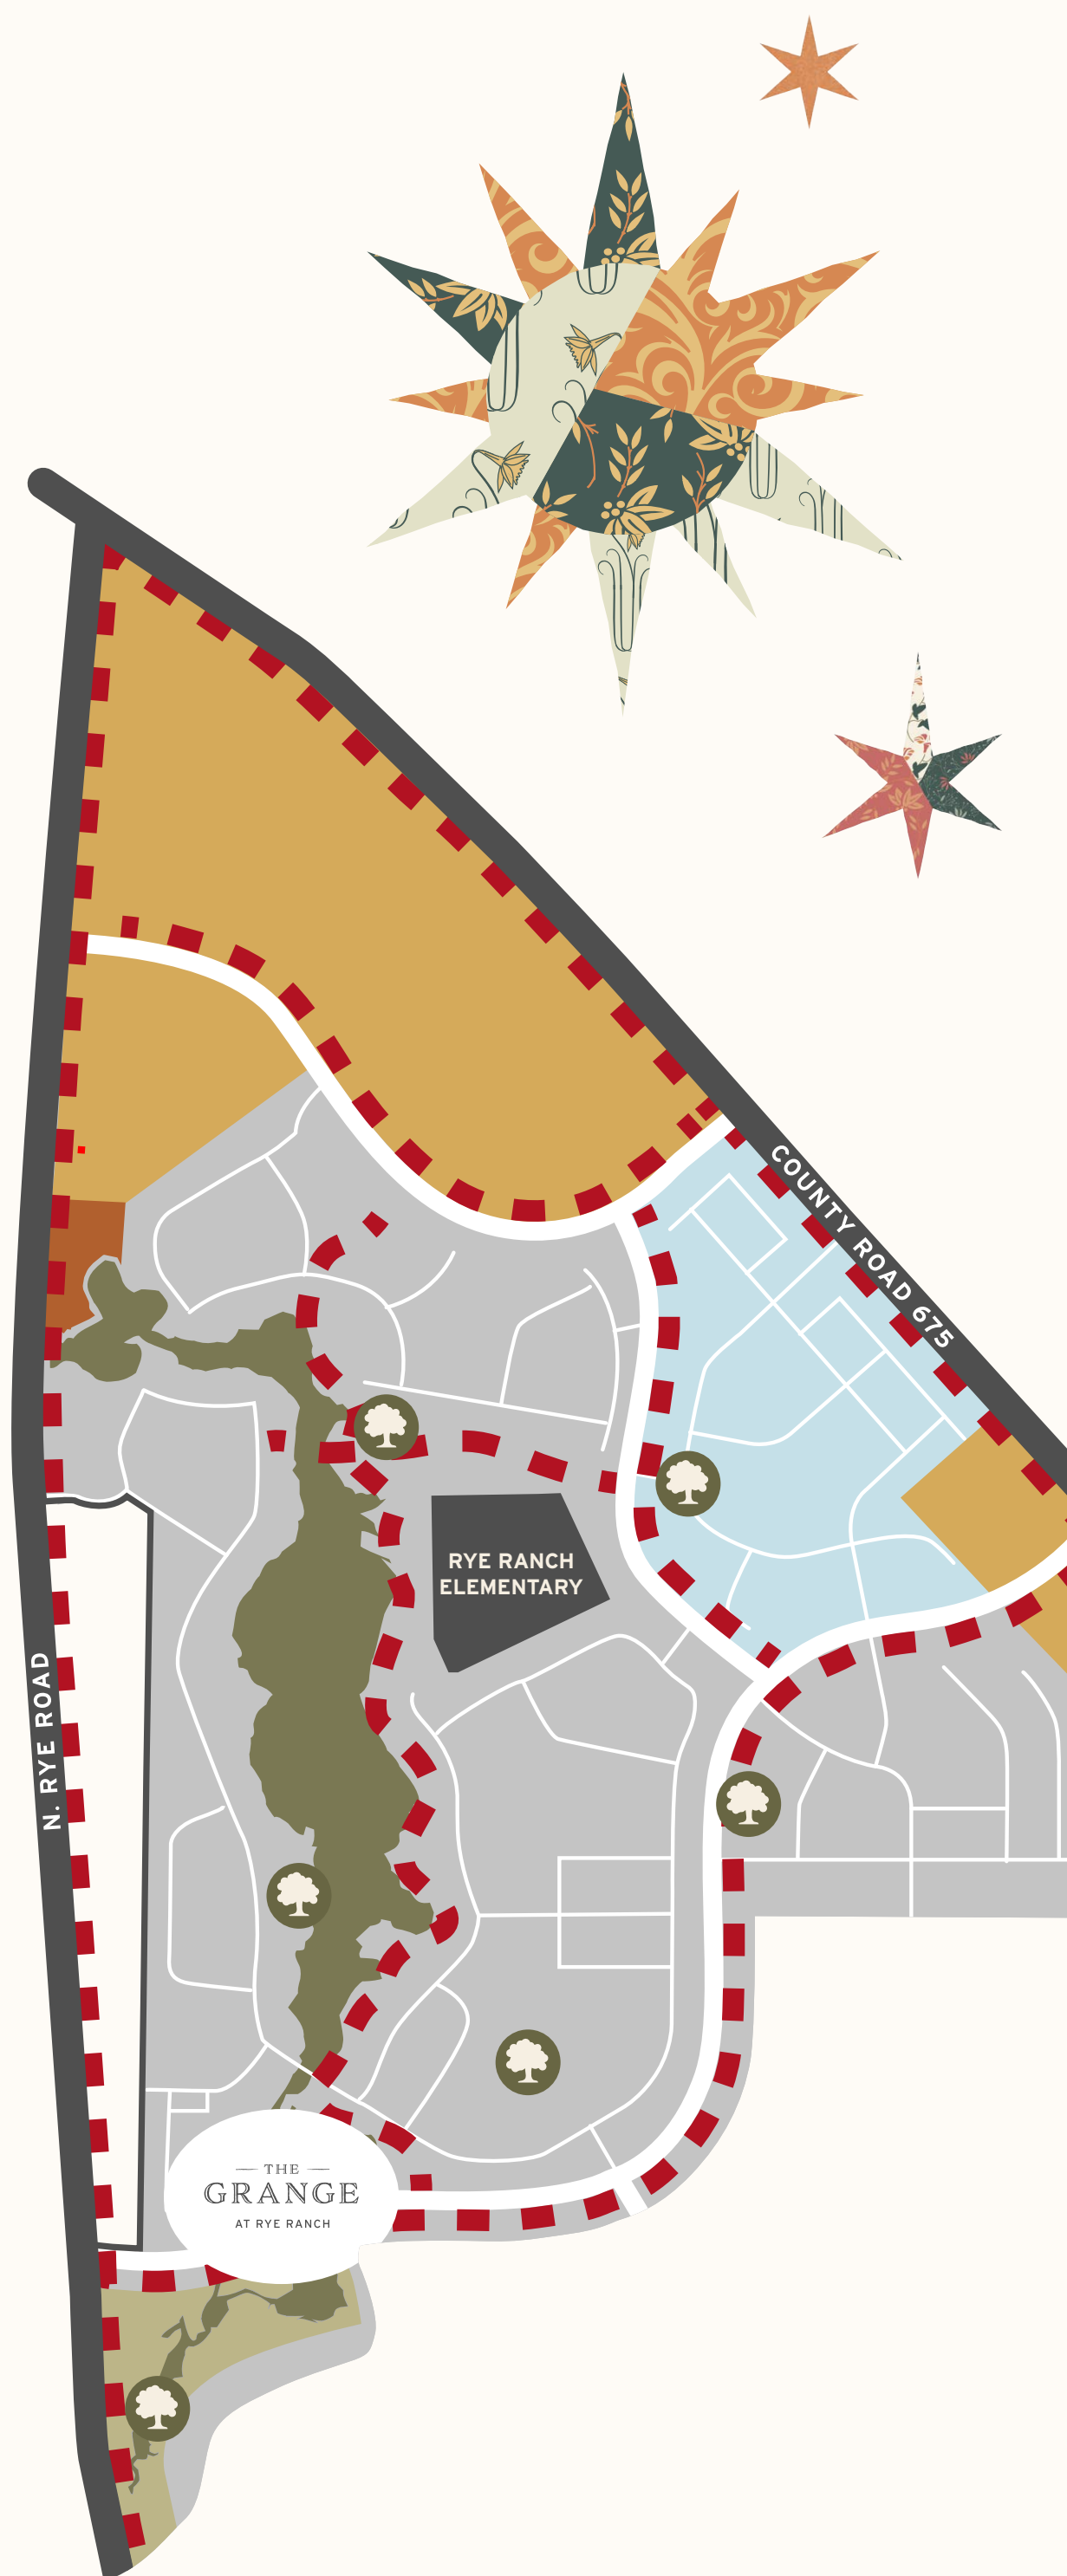 COUNTY ROAD 675
RYE RANCH
ELEMENTARY
N. RYE ROAD
THE
GRANGE
AT RYE RANCH